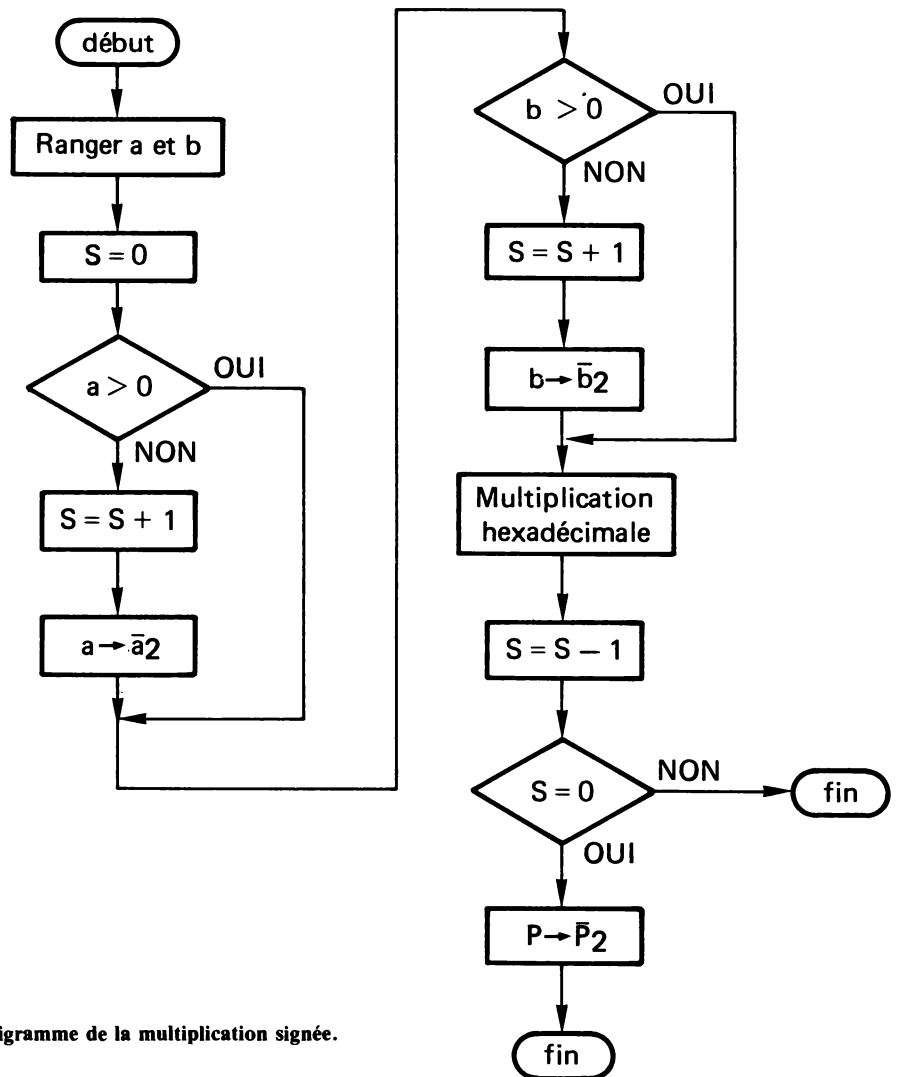 début
Ranger a et b
S = 0
a > 0
OUI
NON
S = S + 1
a → a̅2
b > 0
OUI
NON
S = S + 1
b → b̅2
Multiplication
hexadécimale
S = S – 1
S = 0
NON
fin
OUI
P → P̅2
fin
igramme de la multiplication signée.